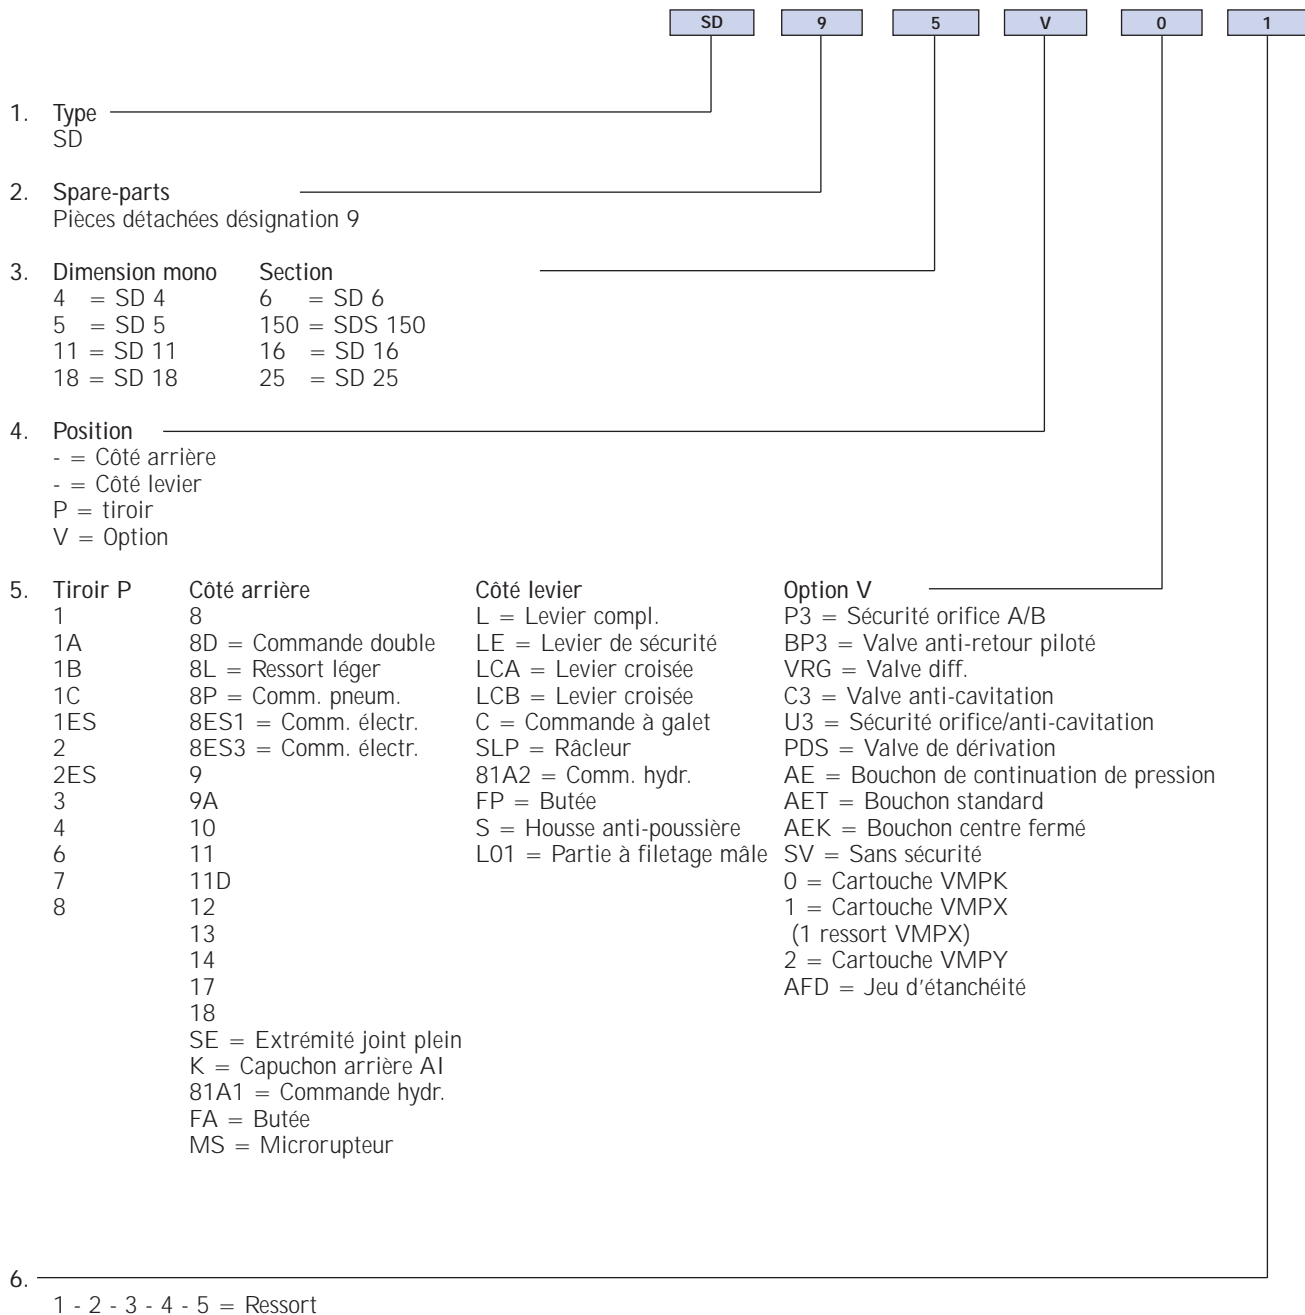 SD 9 5 V 0 1
1. Type
SD
2. Spare-parts
Pièces détachées désignation 9
3. Dimension mono Section
4 = SD 4 6 = SD 6
5 = SD 5 150 = SDS 150
11 = SD 11 16 = SD 16
18 = SD 18 25 = SD 25
4. Position
- = Côté arrière
- = Côté levier
P = tiroir
V = Option
5. Tiroir P Côté arrière Côté levier Option V
1 8 L = Levier compl. P3 = Sécurité orifice A/B
1A 8D = Commande double LE = Levier de sécurité BP3 = Valve anti-retour piloté
1B 8L = Ressort léger LCA = Levier croisée VRG = Valve diff.
1C 8P = Comm. pneum. LCB = Levier croisée C3 = Valve anti-cavitation
1ES 8ES1 = Comm. électr. C = Commande à galet U3 = Sécurité orifice/anti-cavitation
2 8ES3 = Comm. électr. SLP = Râcleur PDS = Valve de dérivation
2ES 9 81A2 = Comm. hydr. AE = Bouchon de continuation de pression
3 9A FP = Butée AET = Bouchon standard
4 10 S = Housse anti-poussière AEK = Bouchon centre fermé
6 11 L01 = Partie à filetage mâle SV = Sans sécurité
7 11D 0 = Cartouche VMPK
8 12 1 = Cartouche VMPX
13 (1 ressort VMPX)
14 2 = Cartouche VMPY
17 AFD = Jeu d'étanchéité
18
SE = Extrémité joint plein
K = Capuchon arrière AI
81A1 = Commande hydr.
FA = Butée
MS = Microrupteur
6.
1 - 2 - 3 - 4 - 5 = Ressort